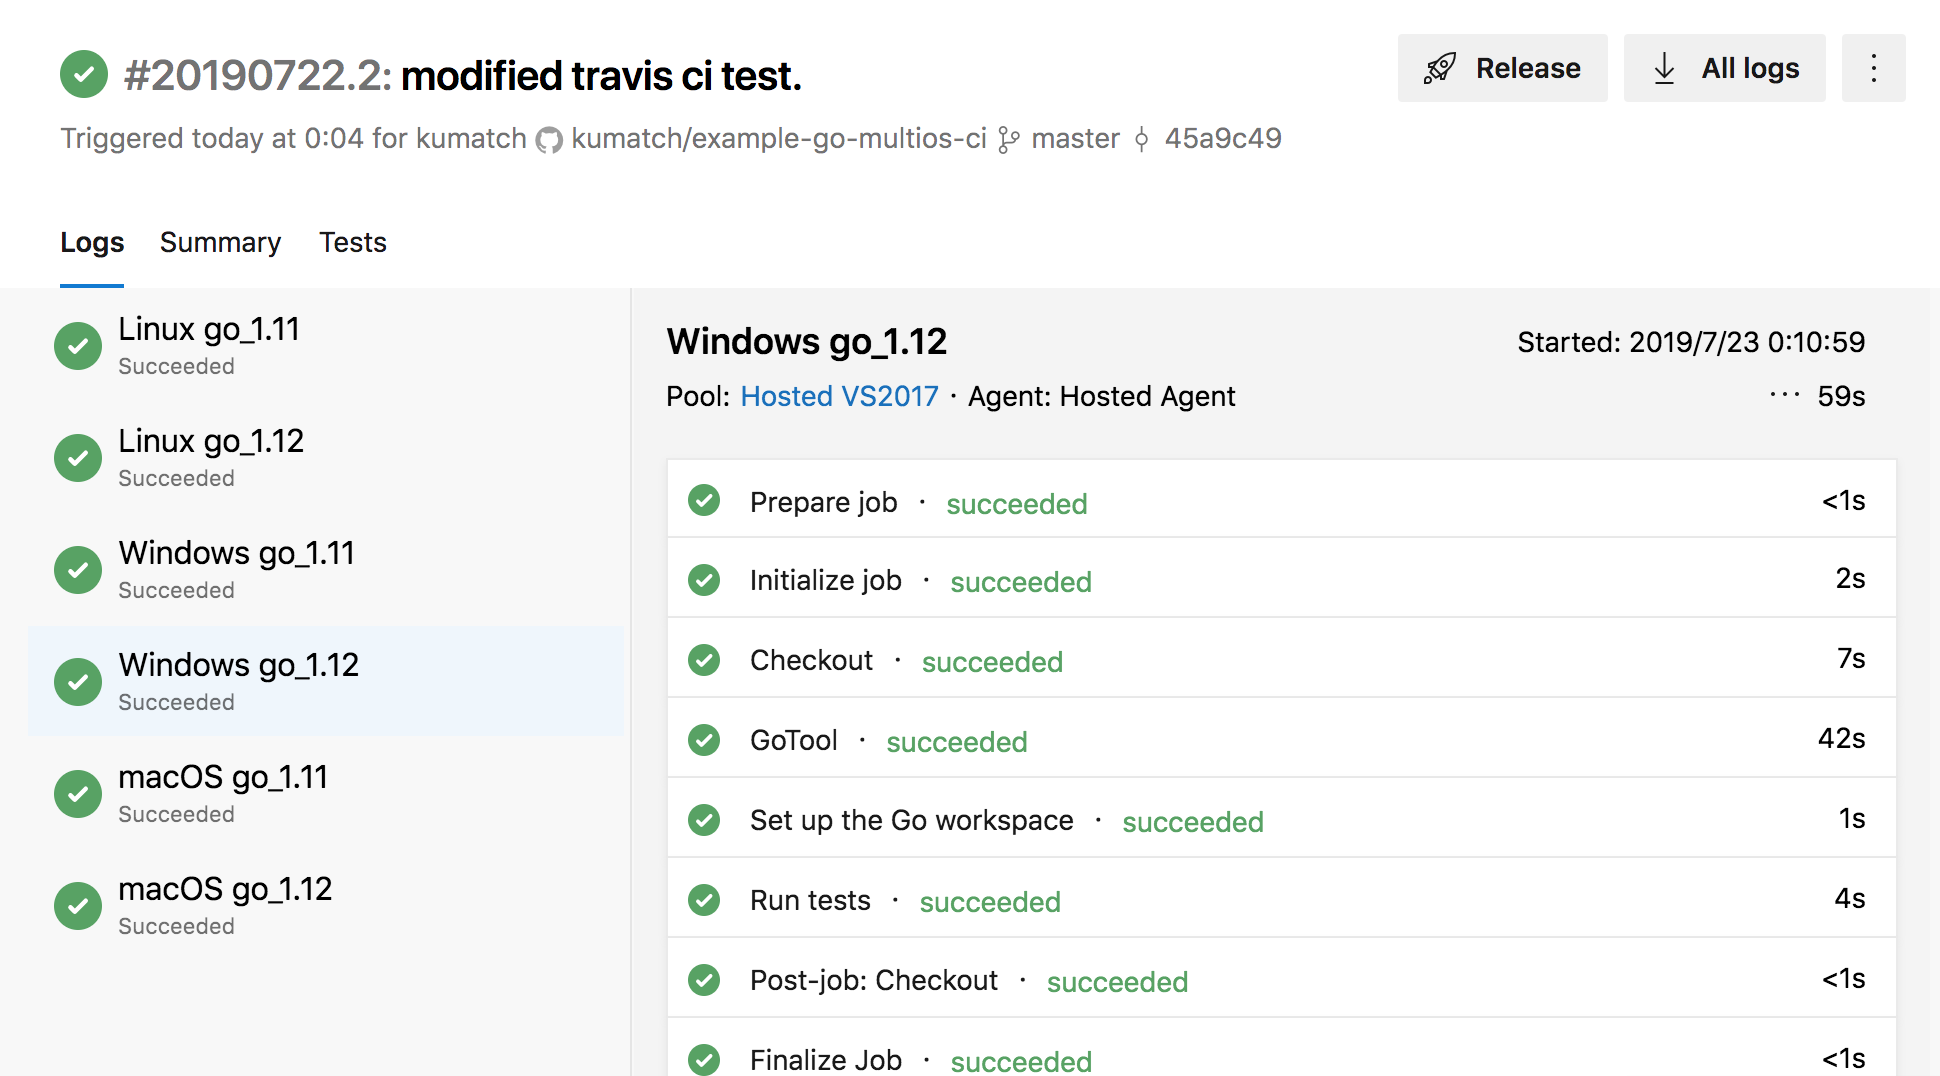 #20190722.2: modified travis ci test.
Release
All logs
Triggered today at 0:04 for kumatch kumatch/example-go-multios-ci master 45a9c49
Logs Summary Tests
Linux go_1.11
Succeeded
Linux go_1.12
Succeeded
Windows go_1.11
Succeeded
Windows go_1.12
Succeeded
macOS go_1.11
Succeeded
macOS go_1.12
Succeeded
Windows go_1.12
Started: 2019/7/23 0:10:59
Pool: Hosted VS2017 · Agent: Hosted Agent
··· 59s
Prepare job · succeeded <1s
Initialize job · succeeded 2s
Checkout · succeeded 7s
GoTool · succeeded 42s
Set up the Go workspace · succeeded 1s
Run tests · succeeded 4s
Post-job: Checkout · succeeded <1s
Finalize Job · succeeded <1s